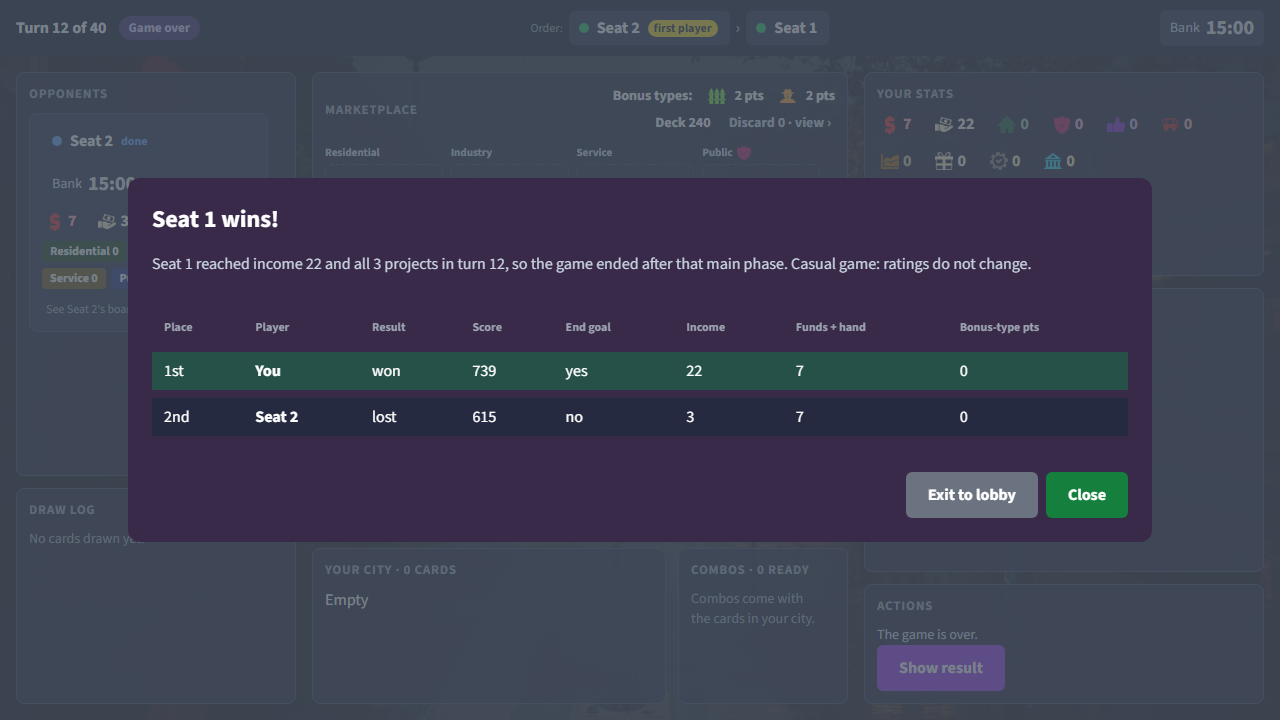 Turn 12 of 40 Game over Order: Seat 2 first player › Seat 1 Bank 15:00
OPPONENTS
Seat 2 done
Bank 15:00
7
Residential 0
Service 0
See Seat 2's
MARKETPLACE
Bonus types: 2 pts 2 pts
Deck 240 Discard 0 · view ›
Residential Industry Service Public
YOUR STATS
7 22 0 0 0 0
0 0 0 0
Seat 1 wins!
Seat 1 reached income 22 and all 3 projects in turn 12, so the game ended after that main phase. Casual game: ratings do not change.
Place Player Result Score End goal Income Funds + hand Bonus-type pts
1st You won 739 yes 22 7 0
2nd Seat 2 lost 615 no 3 7 0
Exit to lobby Close
DRAW LOG
No cards drawn
YOUR CITY · 0 CARDS
Empty
COMBOS · 0 READY
Combos come with
the cards in your city.
ACTIONS
The game is over.
Show result